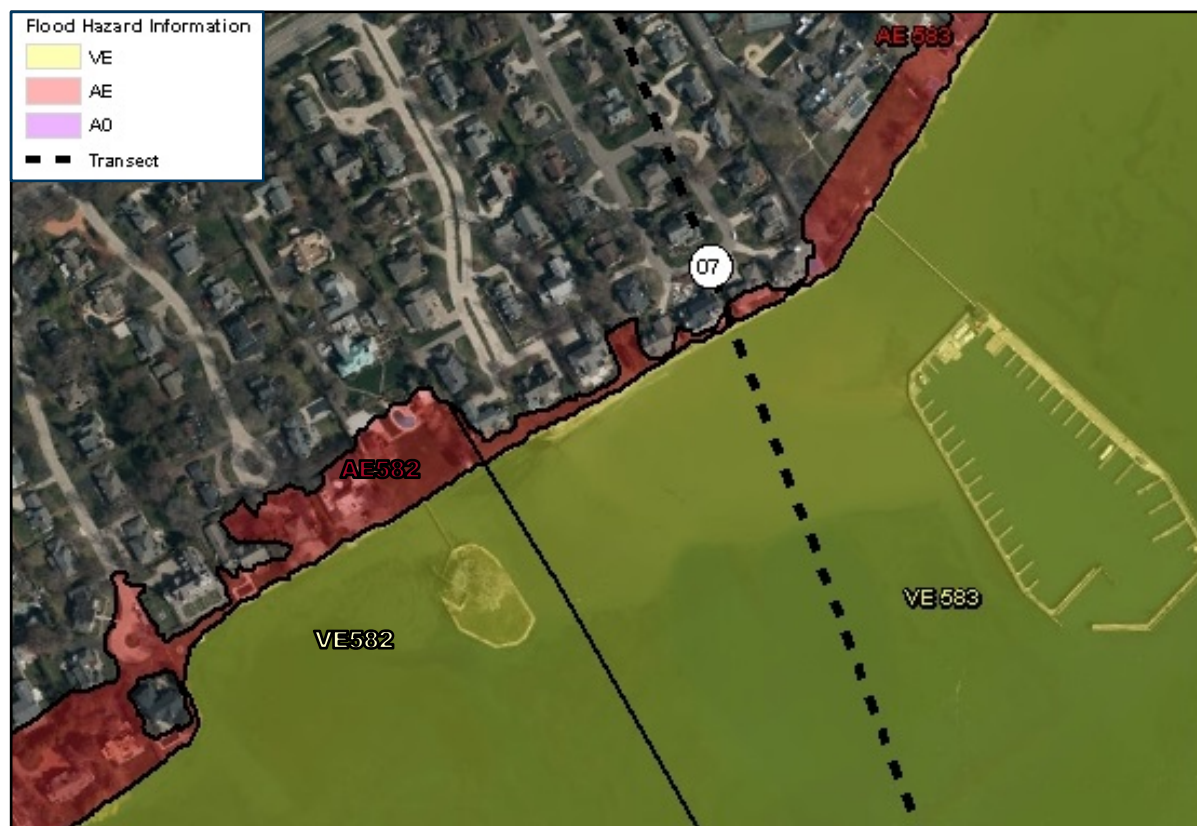 Flood Hazard Information
VE
AE
A0
Transect
AE 583
07
AE582
VE 583
VE582